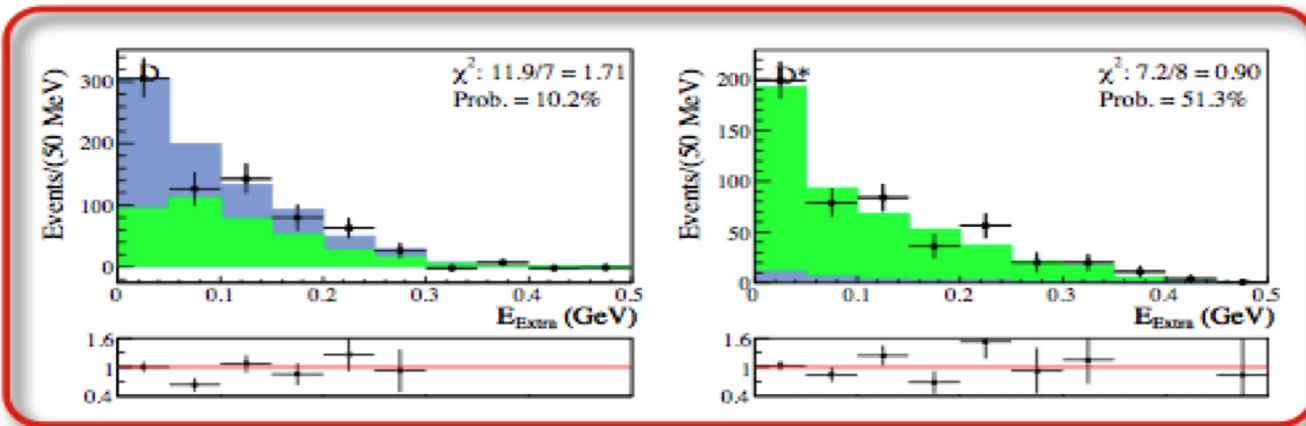 D
χ²: 11.9/7 = 1.71
Prob. = 10.2%
Events/(50 MeV)
300
200
100
0
0 0.1 0.2 0.3 0.4 0.5
E_Extra (GeV)
1.6
1
0.4
D*
χ²: 7.2/8 = 0.90
Prob. = 51.3%
Events/(50 MeV)
200
150
100
50
0
0 0.1 0.2 0.3 0.4 0.5
E_Extra (GeV)
1.6
1
0.4